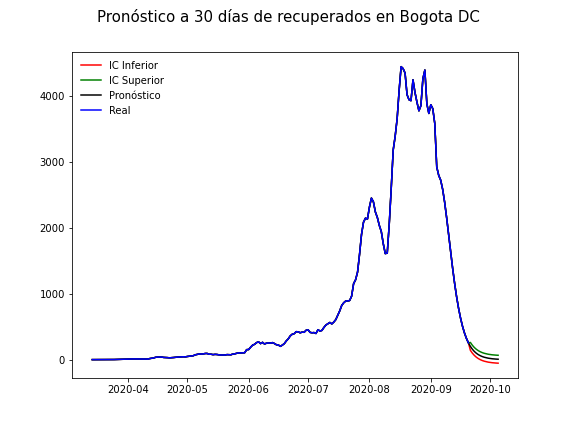 Pronóstico a 30 días de recuperados en Bogota DC
IC Inferior
IC Superior
Pronóstico
Real
4000
3000
2000
1000
0
2020-04 2020-05 2020-06 2020-07 2020-08 2020-09 2020-10